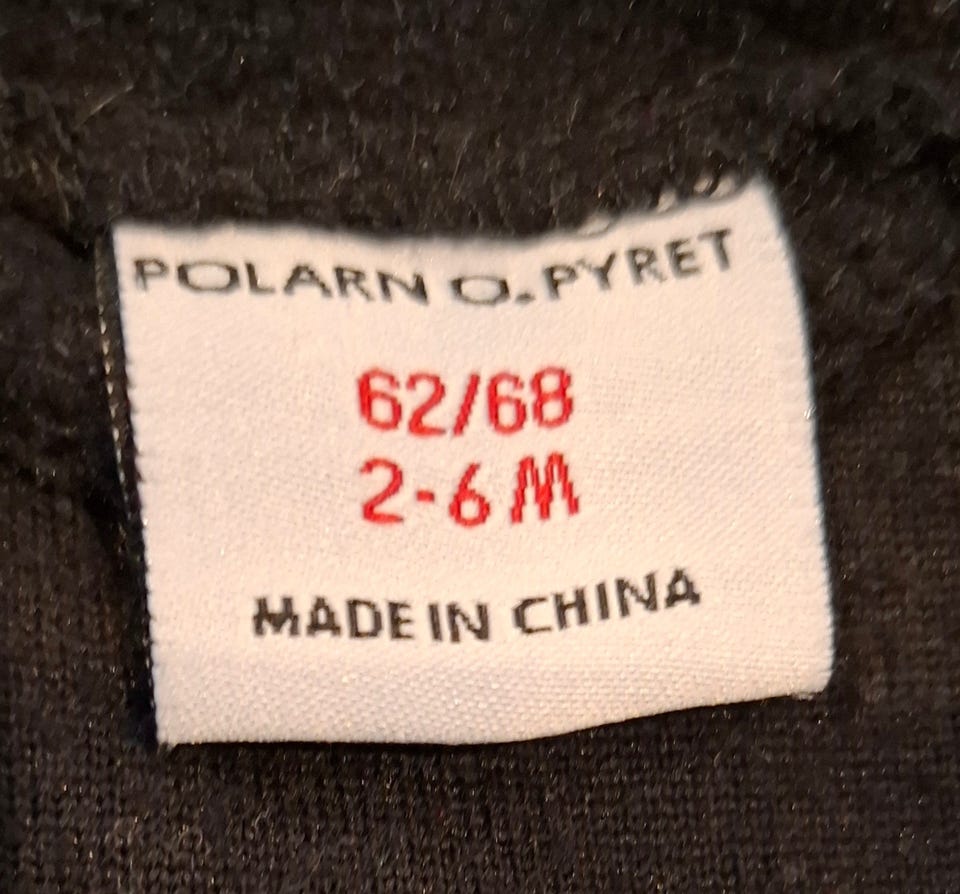 POLARN O. PYRET
62/68
2-6 M
MADE IN CHINA